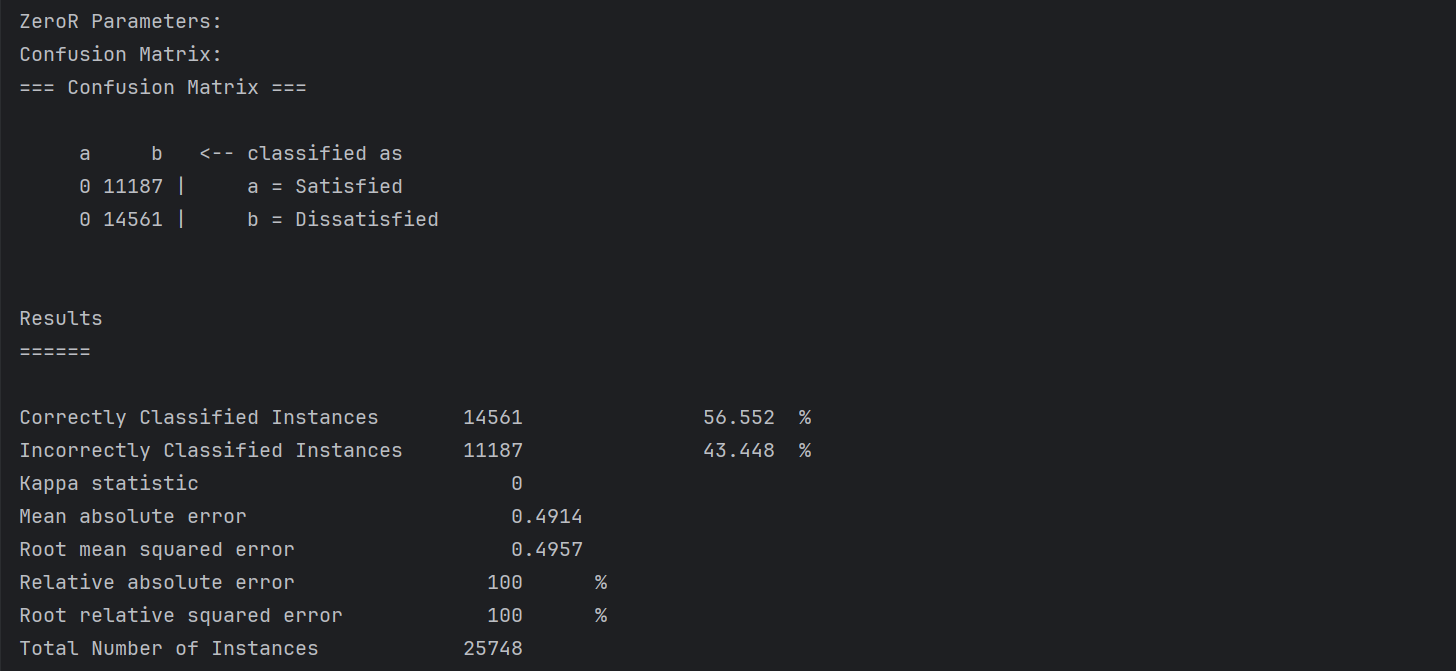 ZeroR Parameters:
Confusion Matrix:
=== Confusion Matrix ===
a b <-- classified as
0 11187 | a = Satisfied
0 14561 | b = Dissatisfied
Results
======
Correctly Classified Instances 14561 56.552 %
Incorrectly Classified Instances 11187 43.448 %
Kappa statistic 0
Mean absolute error 0.4914
Root mean squared error 0.4957
Relative absolute error 100 %
Root relative squared error 100 %
Total Number of Instances 25748